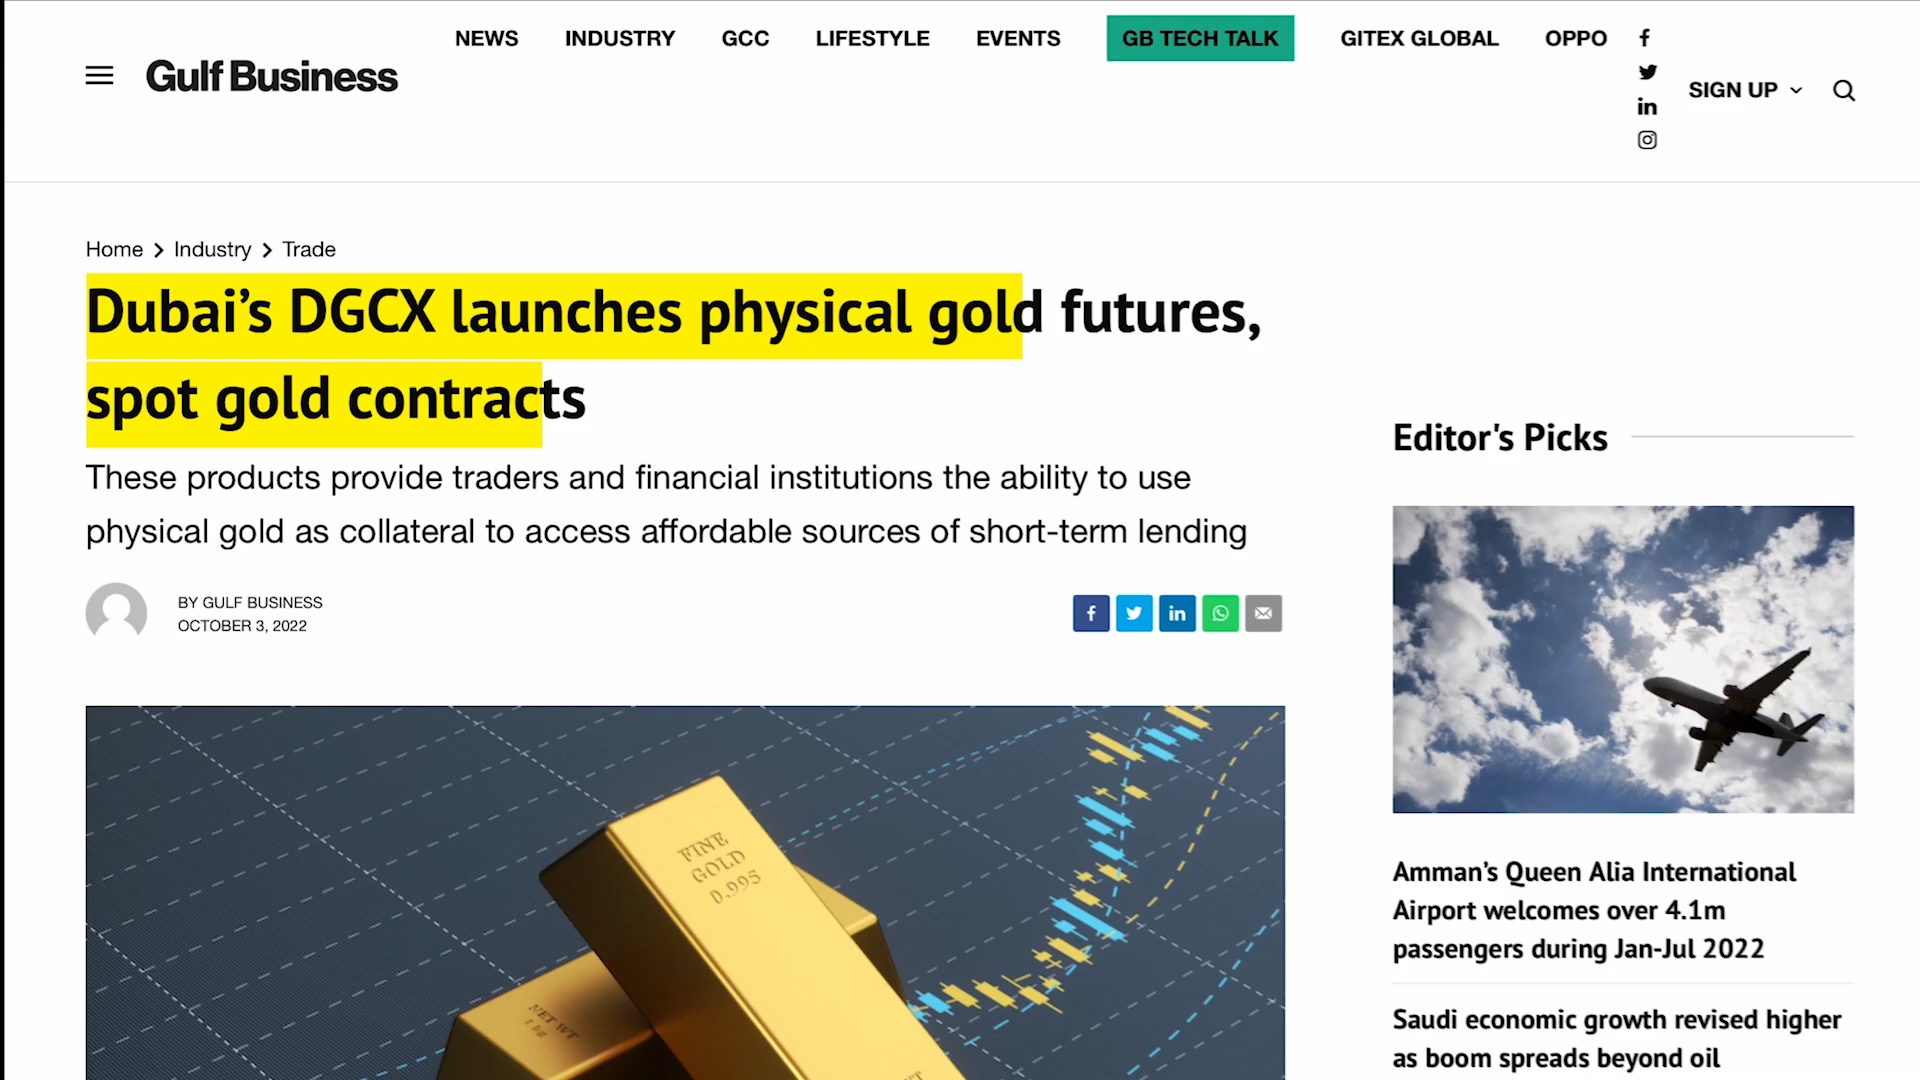 NEWS INDUSTRY GCC LIFESTYLE EVENTS GB TECH TALK GITEX GLOBAL OPPO
Gulf Business
SIGN UP
Home > Industry > Trade
Dubai’s DGCX launches physical gold futures,
spot gold contracts
These products provide traders and financial institutions the ability to use
physical gold as collateral to access affordable sources of short-term lending
BY GULF BUSINESS
OCTOBER 3, 2022
FINE
GOLD
0.995
NET WT
1 kg
Editor's Picks
Amman’s Queen Alia International
Airport welcomes over 4.1m
passengers during Jan-Jul 2022
Saudi economic growth revised higher
as boom spreads beyond oil